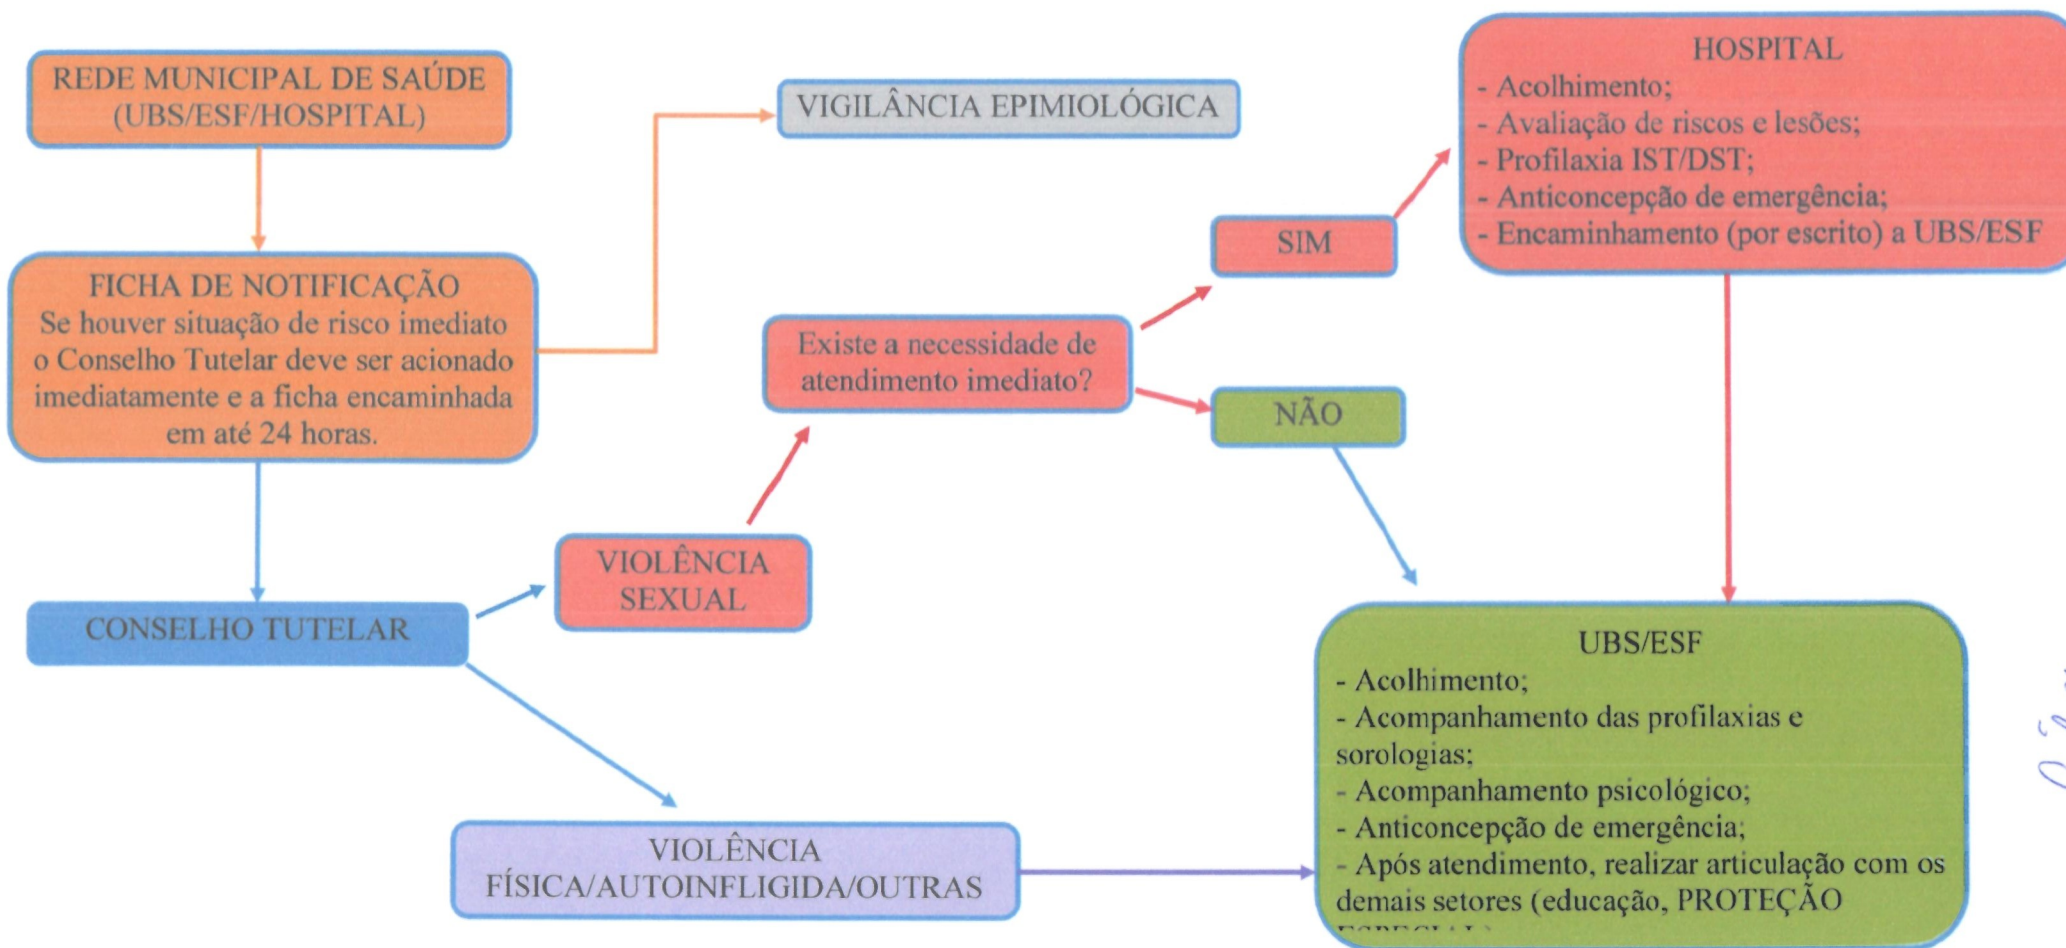 REDE MUNICIPAL DE SAÚDE
(UBS/ESF/HOSPITAL)
VIGILÂNCIA EPIMIOLÓGICA
HOSPITAL
- Acolhimento;
- Avaliação de riscos e lesões;
- Profilaxia IST/DST;
- Anticoncepção de emergência;
- Encaminhamento (por escrito) a UBS/ESF
SIM
FICHA DE NOTIFICAÇÃO
Se houver situação de risco imediato
o Conselho Tutelar deve ser acionado
imediatamente e a ficha encaminhada
em até 24 horas.
Existe a necessidade de
atendimento imediato?
NÃO
VIOLÊNCIA
SEXUAL
CONSELHO TUTELAR
UBS/ESF
- Acolhimento;
- Acompanhamento das profilaxias e
sorologias;
- Acompanhamento psicológico;
- Anticoncepção de emergência;
- Após atendimento, realizar articulação com os
demais setores (educação, PROTEÇÃO
VIOLÊNCIA
FÍSICA/AUTOINFLIGIDA/OUTRAS